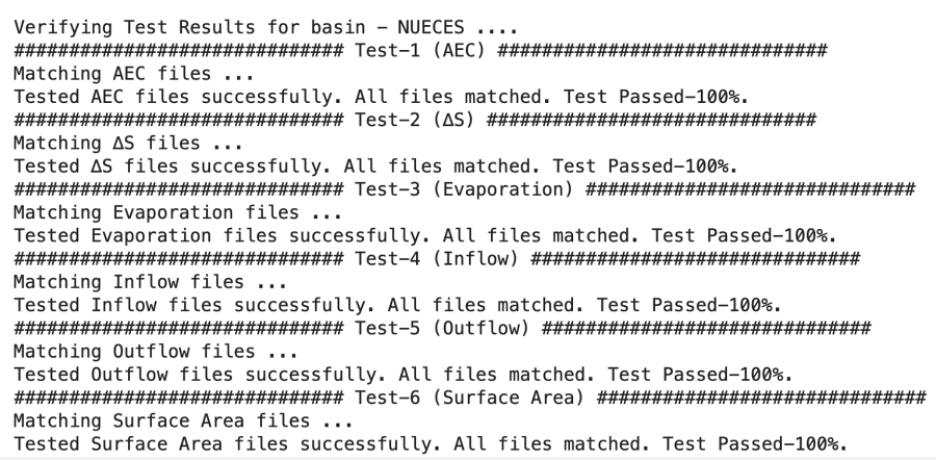 Verifying Test Results for basin – NUECES ....
############################## Test–1 (AEC) ##############################
Matching AEC files ...
Tested AEC files successfully. All files matched. Test Passed–100%.
############################## Test–2 (ΔS) ##############################
Matching ΔS files ...
Tested ΔS files successfully. All files matched. Test Passed–100%.
############################## Test–3 (Evaporation) ##############################
Matching Evaporation files ...
Tested Evaporation files successfully. All files matched. Test Passed–100%.
############################## Test–4 (Inflow) ##############################
Matching Inflow files ...
Tested Inflow files successfully. All files matched. Test Passed–100%.
############################## Test–5 (Outflow) ##############################
Matching Outflow files ...
Tested Outflow files successfully. All files matched. Test Passed–100%.
############################## Test–6 (Surface Area) ##############################
Matching Surface Area files ...
Tested Surface Area files successfully. All files matched. Test Passed–100%.